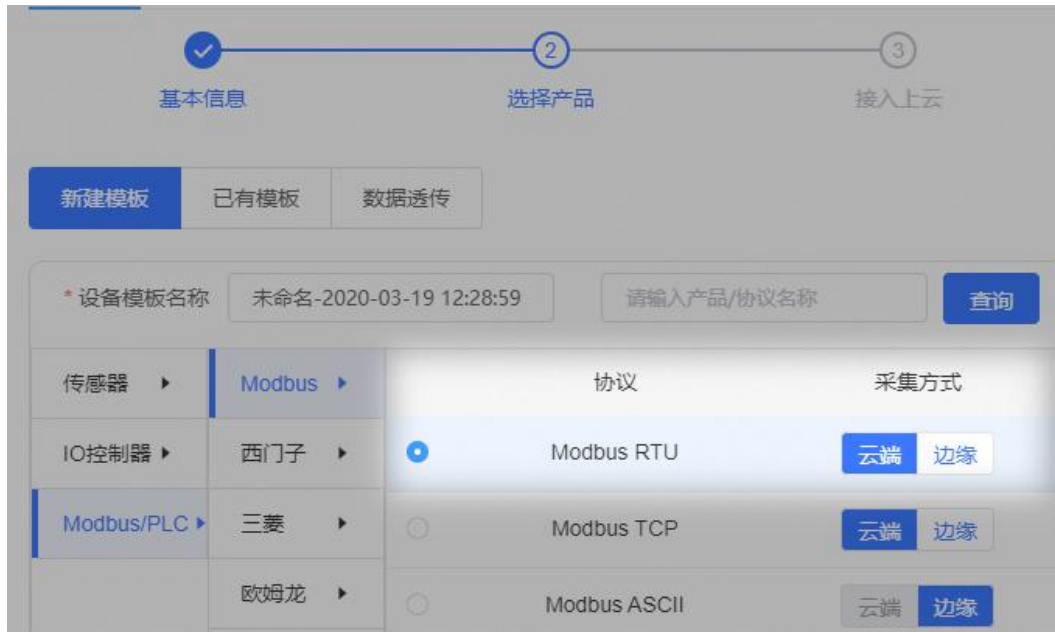 2
3
基本信息
选择产品
接入上云
新建模板
已有模板
数据透传
* 设备模板名称
未命名-2020-03-19 12:28:59
请输入产品/协议名称
查询
传感器
Modbus
协议
采集方式
IO控制器
西门子
Modbus RTU
云端
边缘
Modbus/PLC
三菱
Modbus TCP
云端
边缘
欧姆龙
Modbus ASCII
云端
边缘